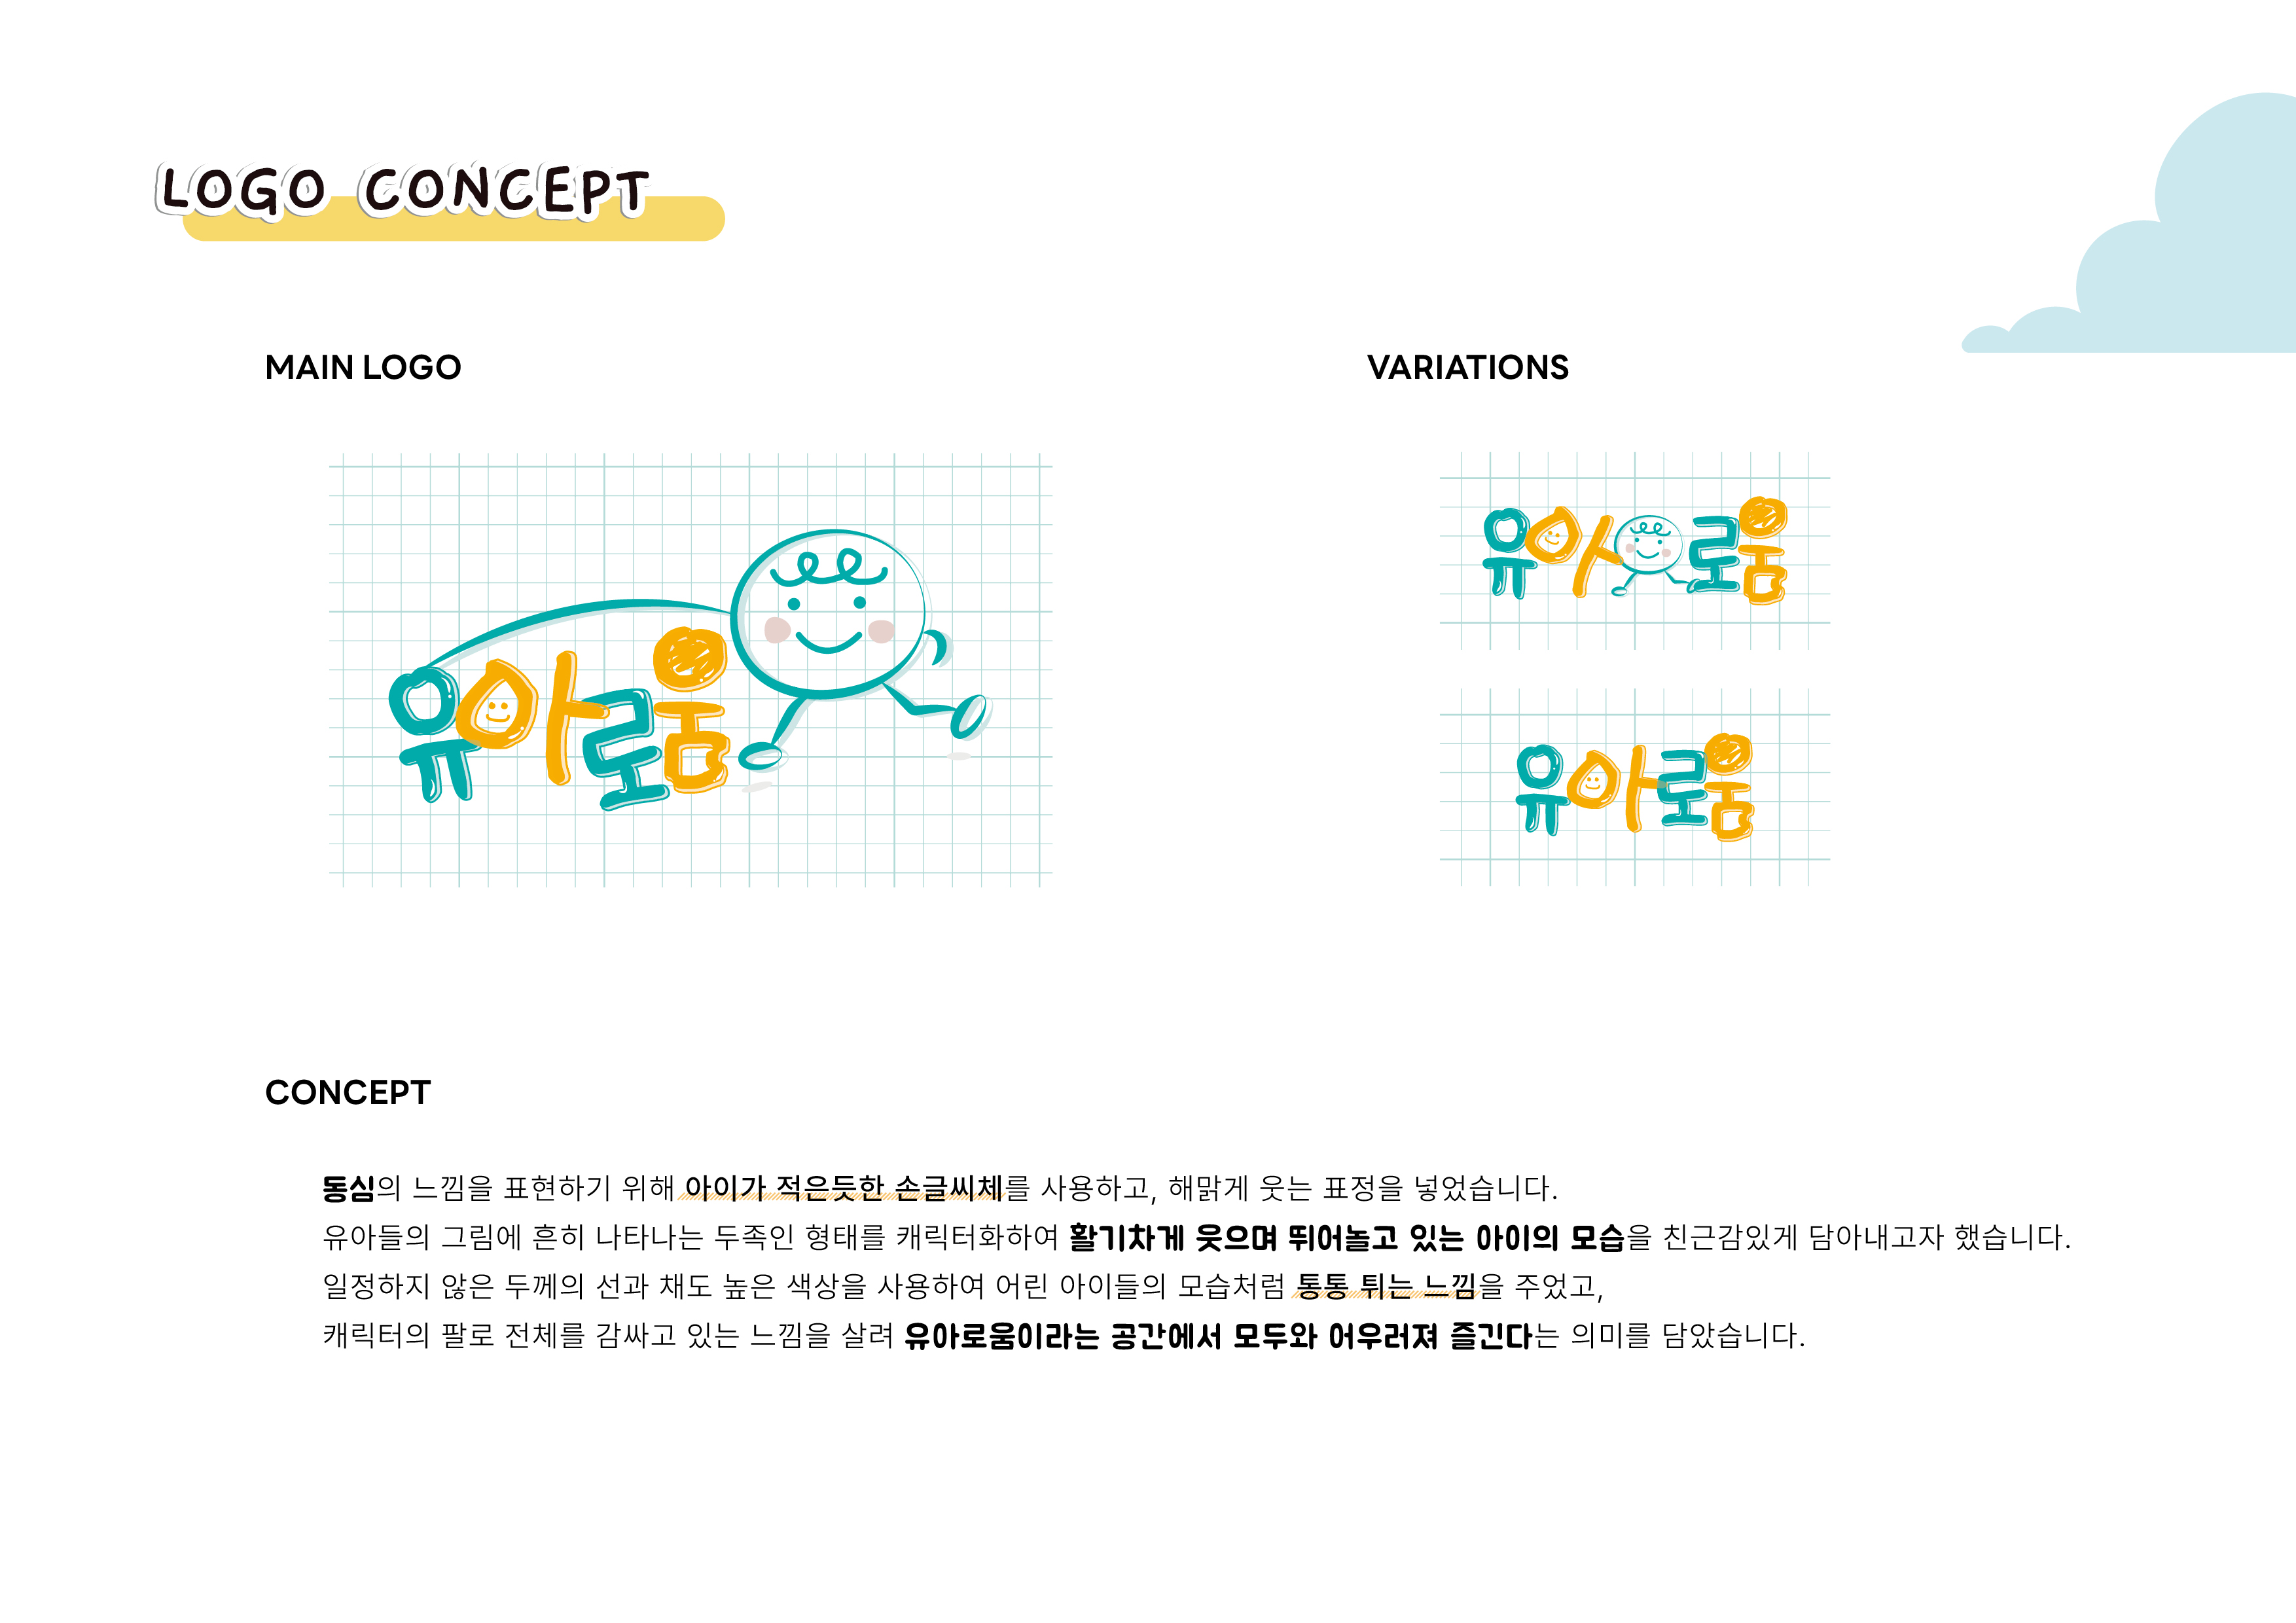 LOGO CONCEPT
MAIN LOGO
VARIATIONS
유아로움
유아로움
유아로움
CONCEPT
동심의 느낌을 표현하기 위해 아이가 적은듯한 손글씨체를 사용하고, 해맑게 웃는 표정을 넣었습니다.
유아들의 그림에 흔히 나타나는 두족인 형태를 캐릭터화하여 활기차게 웃으며 뛰어놀고 있는 아이의 모습을 친근감있게 담아내고자 했습니다.
일정하지 않은 두께의 선과 채도 높은 색상을 사용하여 어린 아이들의 모습처럼 통통 튀는 느낌을 주었고,
캐릭터의 팔로 전체를 감싸고 있는 느낌을 살려 유아로움이라는 공간에서 모두와 어우러져 즐긴다는 의미를 담았습니다.